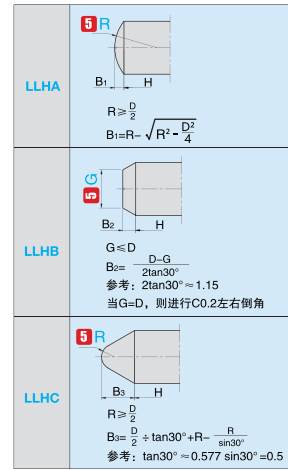 LLHA
5 R
B₁ H
R≥D/2
B₁=R-√(R²-D²/4)
LLHB
5 G
B₂ H
G≤D
B₂= D-G/2tan30°
参考：2tan30°≈1.15
当G=D，则进行C0.2左右倒角
LLHC
5 R
B₃ H
R≥D/2
B₃= D/2 ÷tan30°+R- R/sin30°
参考：tan30°≈0.577 sin30°=0.5